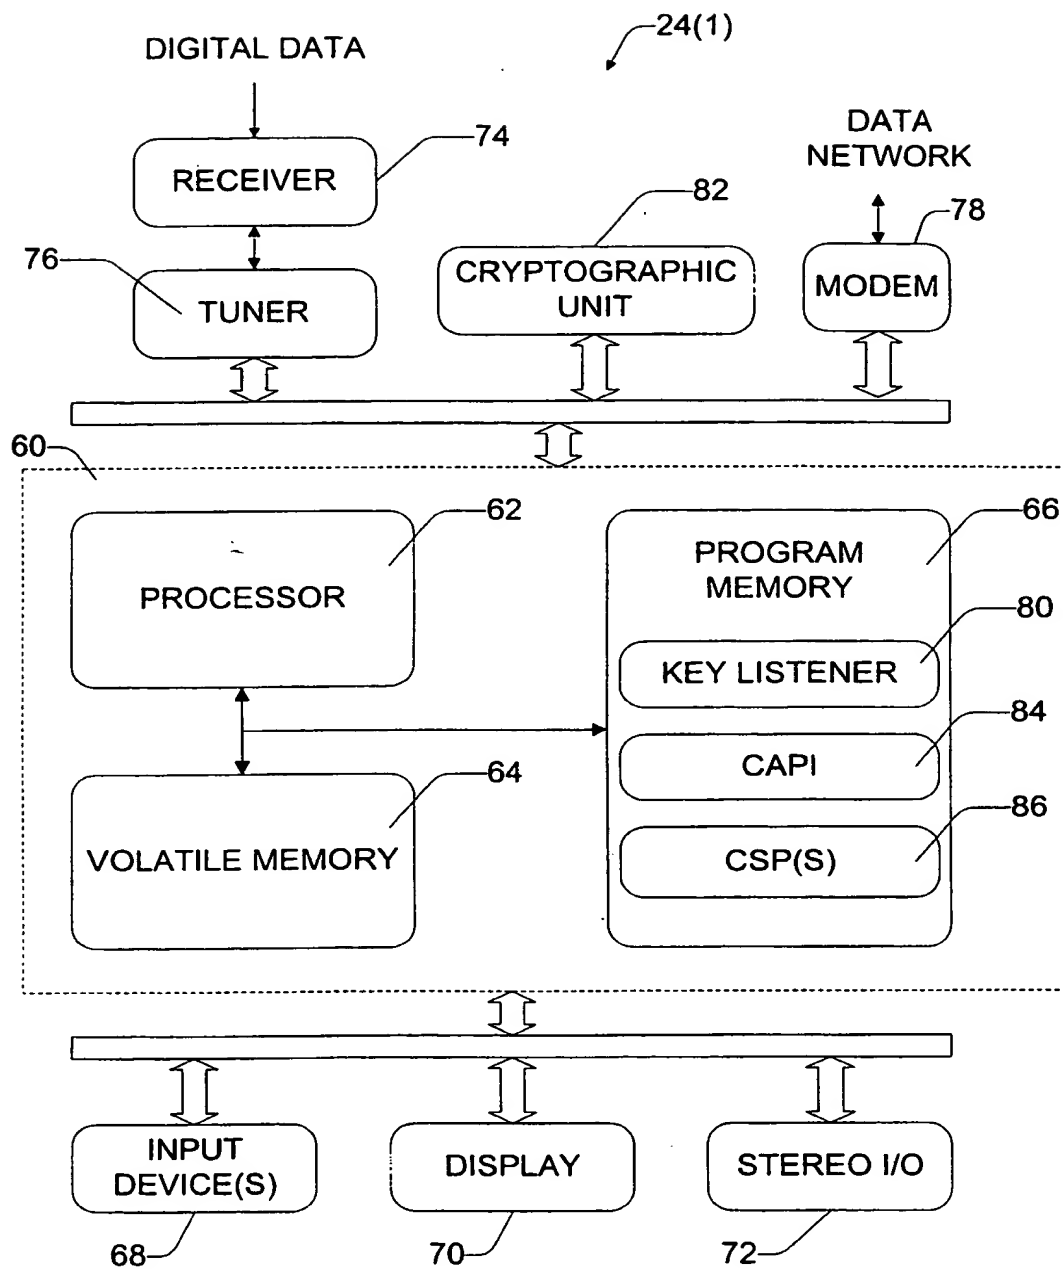 24(1)
DIGITAL DATA
74
RECEIVER
DATA
NETWORK
82
78
76
TUNER
CRYPTOGRAPHIC
UNIT
MODEM
60
62
66
PROCESSOR
PROGRAM
MEMORY
80
KEY LISTENER
84
CAPI
64
VOLATILE MEMORY
86
CSP(S)
INPUT
DEVICE(S)
DISPLAY
STEREO I/O
68
70
72